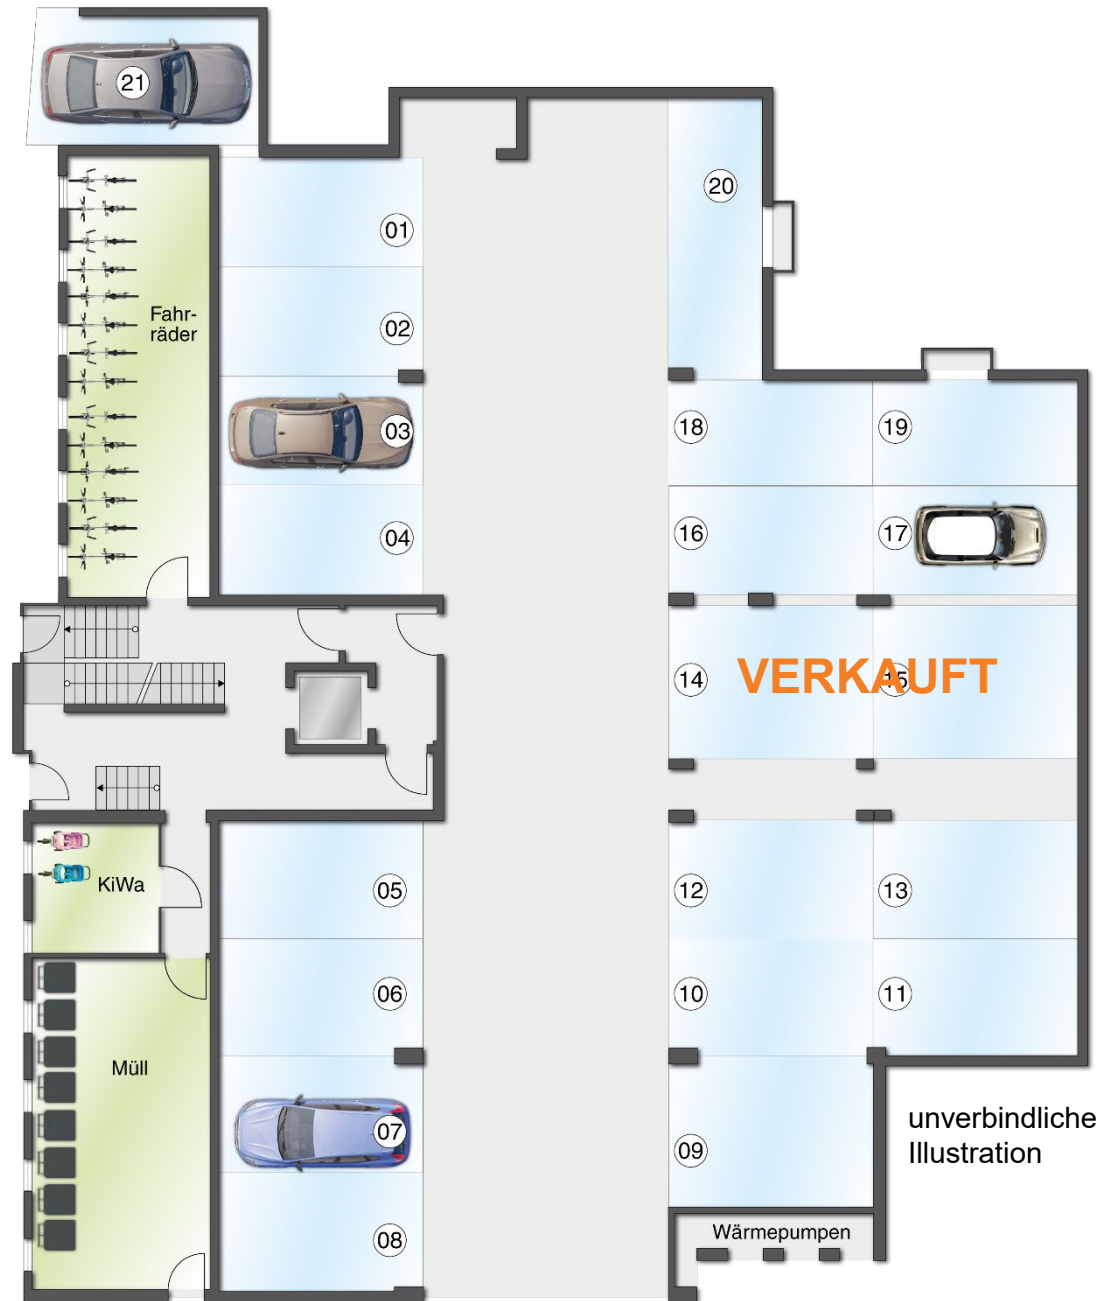 21
20
01
02
Fahr-
räder
03
18
19
04
16
17
14
VERKAUFT
15
KiWa
05
12
13
06
10
11
Müll
07
09
unverbindliche
Illustration
08
Wärmepumpen